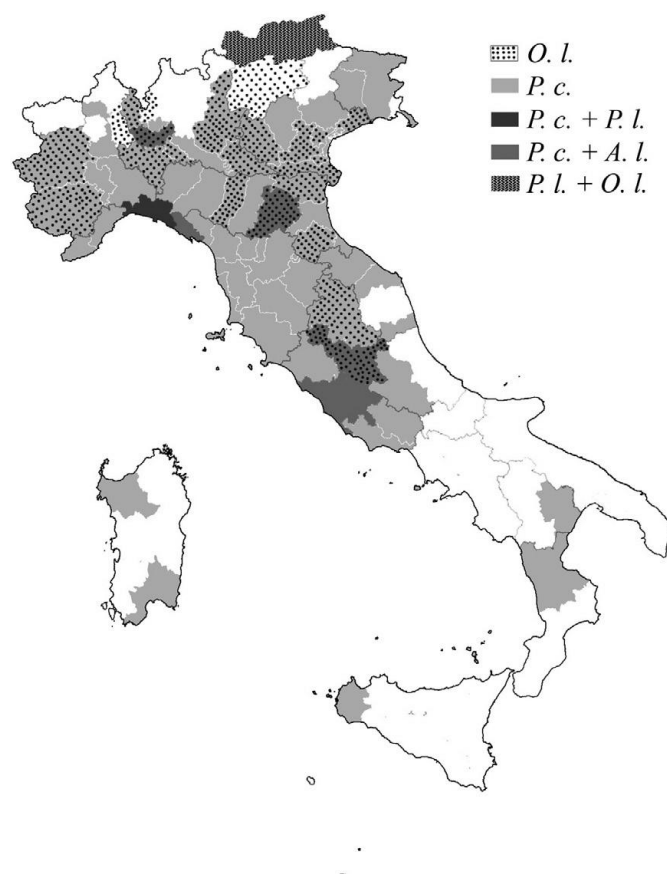 O. l.
P. c.
P. c. + P. l.
P. c. + A. l.
P. l. + O. l.